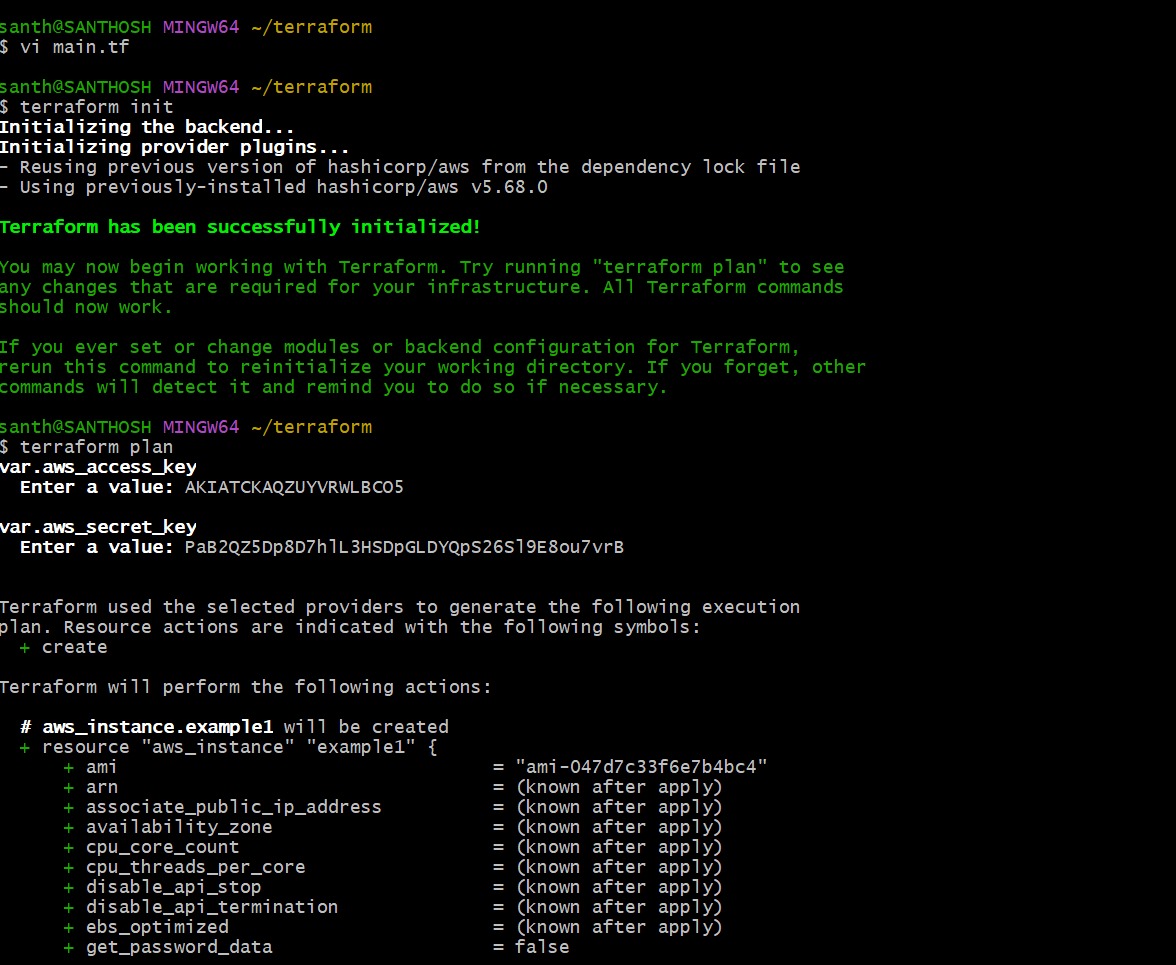 santh@SANTHOSH MINGW64 ~/terraform
$ vi main.tf
santh@SANTHOSH MINGW64 ~/terraform
$ terraform init
Initializing the backend...
Initializing provider plugins...
- Reusing previous version of hashicorp/aws from the dependency lock file
- Using previously-installed hashicorp/aws v5.68.0
Terraform has been successfully initialized!
You may now begin working with Terraform. Try running "terraform plan" to see
any changes that are required for your infrastructure. All Terraform commands
should now work.
If you ever set or change modules or backend configuration for Terraform,
rerun this command to reinitialize your working directory. If you forget, other
commands will detect it and remind you to do so if necessary.
santh@SANTHOSH MINGW64 ~/terraform
$ terraform plan
var.aws_access_key
Enter a value: AKIATCKAQZUYVRWLBCO5
var.aws_secret_key
Enter a value: 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
Terraform used the selected providers to generate the following execution
plan. Resource actions are indicated with the following symbols:
+ create
Terraform will perform the following actions:
# aws_instance.example1 will be created
+ resource "aws_instance" "example1" {
+ ami = "ami-047d7c33f6e7b4bc4"
+ arn = (known after apply)
+ associate_public_ip_address = (known after apply)
+ availability_zone = (known after apply)
+ cpu_core_count = (known after apply)
+ cpu_threads_per_core = (known after apply)
+ disable_api_stop = (known after apply)
+ disable_api_termination = (known after apply)
+ ebs_optimized = (known after apply)
+ get_password_data = false